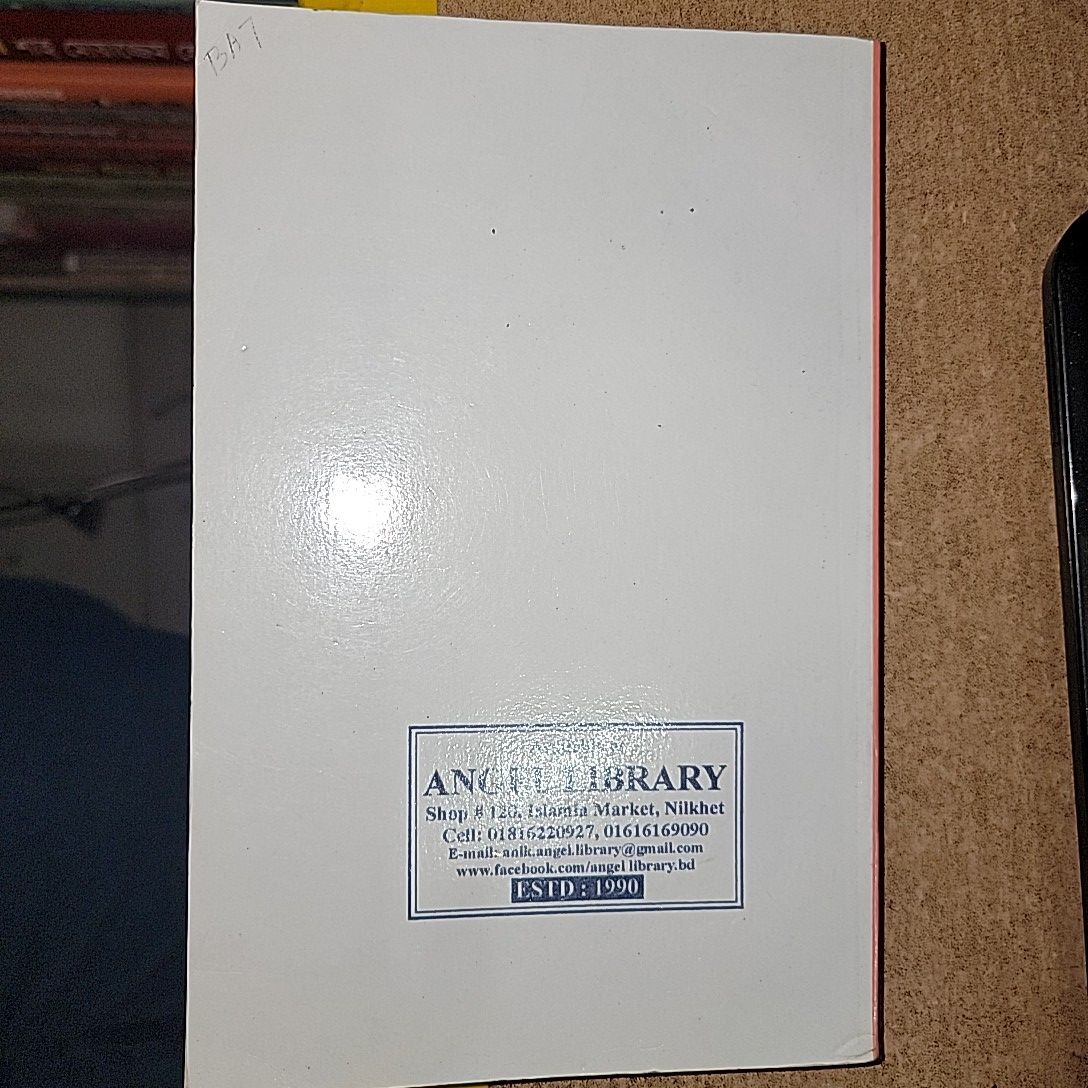 BAT
ANGEL LIBRARY
Shop # 126, Islamia Market, Nilkhet
Cell: 01816220927, 01616169090
E-mail: anik.angel.library@gmail.com
www.facebook.com/angel library.bd
ESTD : 1990